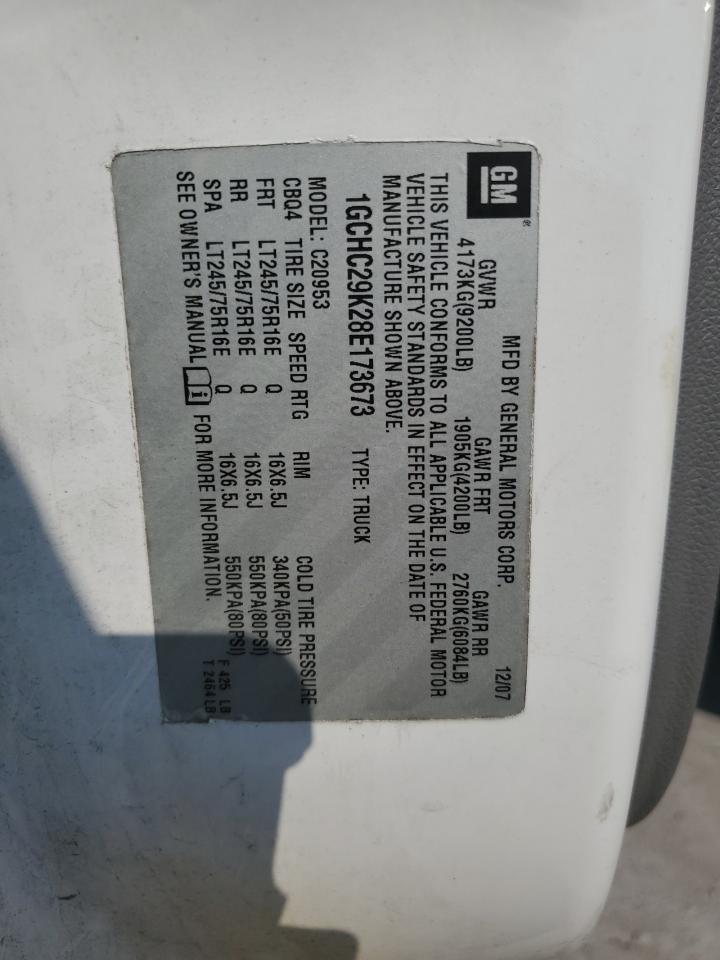 GM®
MFD BY GENERAL MOTORS CORP. 12/07
GVWR GAWR FRT GAWR RR
4173KG(9200LB) 1905KG(4200LB) 2760KG(6084LB)
THIS VEHICLE CONFORMS TO ALL APPLICABLE U.S. FEDERAL MOTOR
VEHICLE SAFETY STANDARDS IN EFFECT ON THE DATE OF
MANUFACTURE SHOWN ABOVE.
1GCHC29K28E173673 TYPE: TRUCK
MODEL: C20953
CBQ4 TIRE SIZE SPEED RTG RIM COLD TIRE PRESSURE
FRT LT245/75R16E Q 16X6.5J 340KPA(50PSI)
RR LT245/75R16E Q 16X6.5J 550KPA(80PSI)
SPA LT245/75R16E Q 16X6.5J 550KPA(80PSI)
SEE OWNER'S MANUAL i FOR MORE INFORMATION.
F 425 LB
T 2464LB